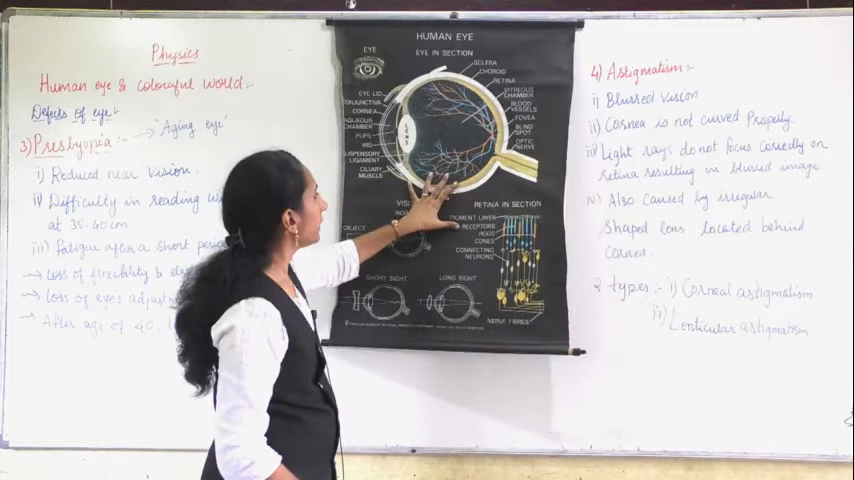 Physics
Human eye & colorful world:-
Defects of eye:-
3) Presbyopia :- → 'Aging eye'
i) Reduced near vision.
ii) Difficulty in reading
at 35-40cm
iii) Fatigue after a short
→ Loss of flexibility &
→ Loss of eye's
→ After age of 40,
HUMAN EYE
EYE IN SECTION
EYE
EYE LID
CONJUNCTIVA
CORNEA
AQUEOUS
CHAMBER
PUPIL
IRIS
SUSPENSORY
LIGAMENT
CILIARY
MUSCLE
LENS
SCLERA
CHOROID
RETINA
VITREOUS
CHAMBER
BLOOD
VESSELS
FOVEA
BLIND
SPOT
OPTIC
NERVE
OBJECT
SHORT SIGHT
LONG SIGHT
RETINA IN SECTION
PIGMENT LAYER
RECEPTORS
RODS
CONES
CONNECTING
NEURONS
NERVE FIBRES
4) Astigmatism:-
i) Blurred vision
ii) Cornea is not curved properly
iii) Light rays do not focus correctly on
retina resulting in blured image
iv) Also caused by irregular
shaped lens located behind
cornea.
2 types:- i) Corneal astigmatism
ii) Lenticular astigmatism